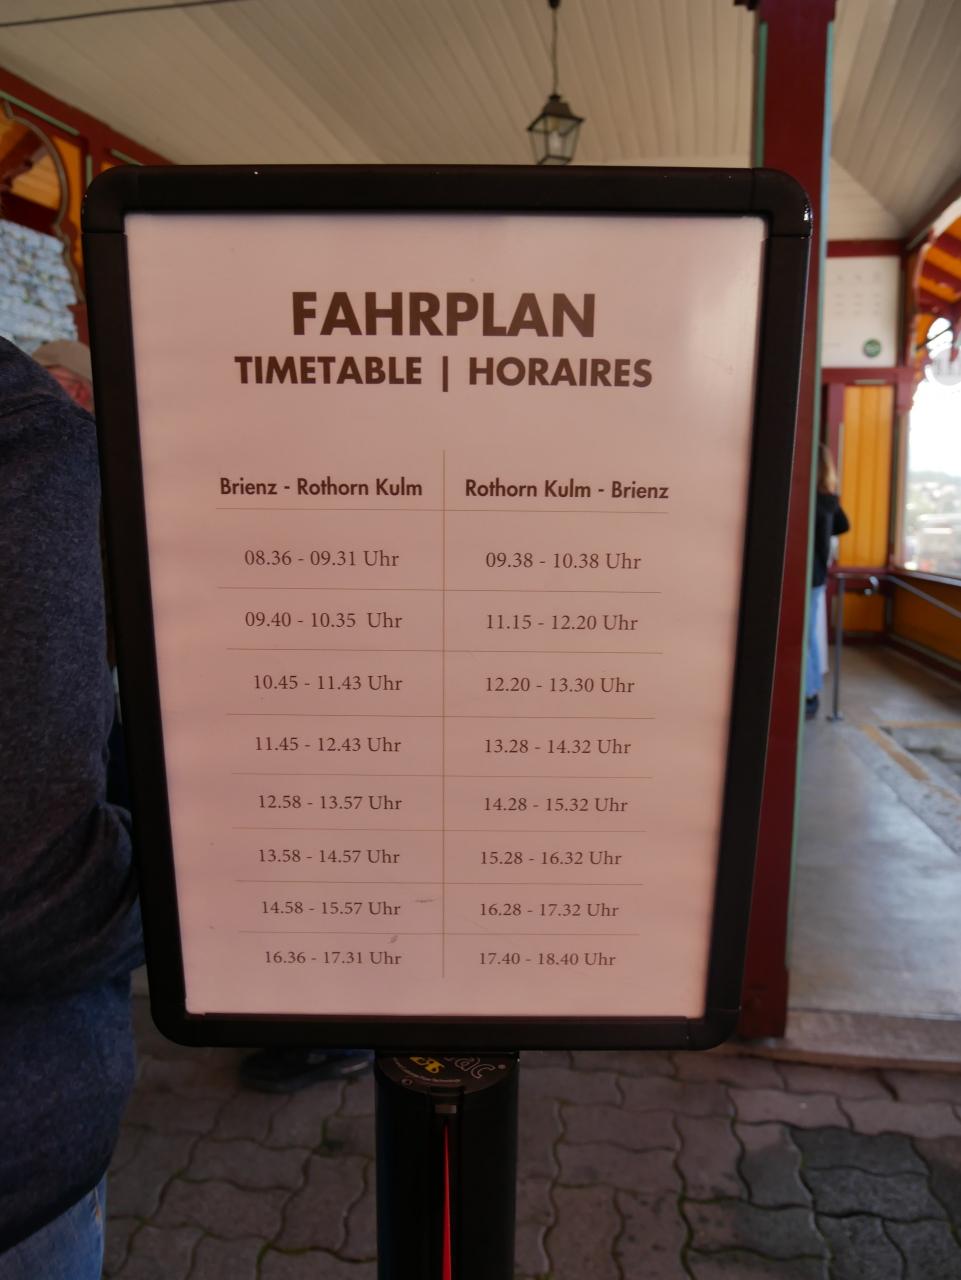 FAHRPLAN
TIMETABLE | HORAIRES
Brienz - Rothorn Kulm Rothorn Kulm - Brienz
08.36 - 09.31 Uhr 09.38 - 10.38 Uhr
09.40 - 10.35 Uhr 11.15 - 12.20 Uhr
10.45 - 11.43 Uhr 12.20 - 13.30 Uhr
11.45 - 12.43 Uhr 13.28 - 14.32 Uhr
12.58 - 13.57 Uhr 14.28 - 15.32 Uhr
13.58 - 14.57 Uhr 15.28 - 16.32 Uhr
14.58 - 15.57 Uhr 16.28 - 17.32 Uhr
16.36 - 17.31 Uhr 17.40 - 18.40 Uhr